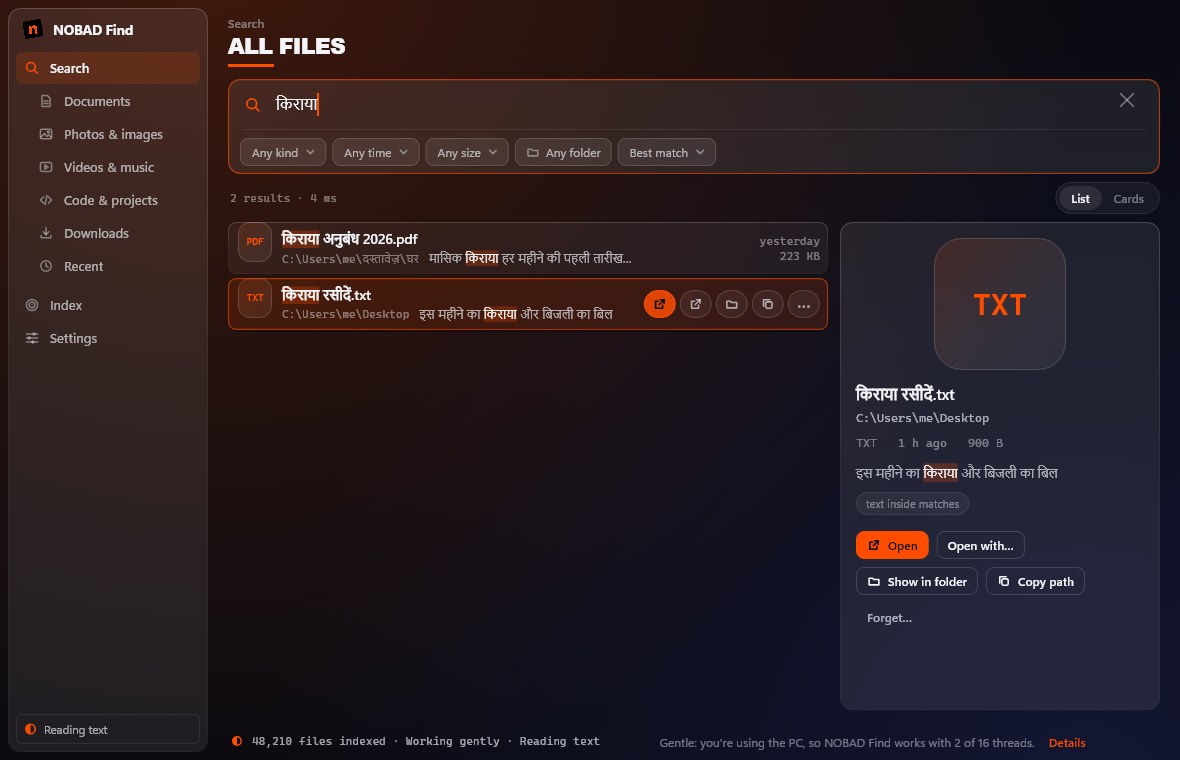 NOBAD Find
Search
Documents
Photos & images
Videos & music
Code & projects
Downloads
Recent
Index
Settings
Reading text
Search
ALL FILES
किराया
Any kind
Any time
Any size
Any folder
Best match
2 results · 4 ms
List
Cards
PDF
किराया अनुबंध 2026.pdf
C:\Users\me\दस्तावेज़\घर मासिक किराया हर महीने की पहली तारीख...
yesterday
223 KB
TXT
किराया रसीदें.txt
C:\Users\me\Desktop इस महीने का किराया और बिजली का बिल
TXT
किराया रसीदें.txt
C:\Users\me\Desktop
TXT 1 h ago 900 B
इस महीने का किराया और बिजली का बिल
text inside matches
Open
Open with...
Show in folder
Copy path
Forget...
48,210 files indexed · Working gently · Reading text
Gentle: you're using the PC, so NOBAD Find works with 2 of 16 threads. Details